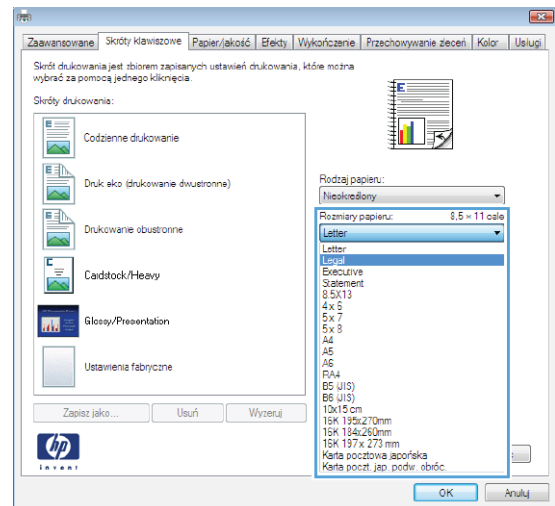 Zaawansowane Skróty klawiszowe Papier/jakość Efekty Wykończenie Przechowywanie zleceń Kolor Usługi
Skrót drukowania jest zbiorem zapisanych ustawień drukowania, które można
wybrać za pomocą jednego kliknięcia.
Skróty drukowania:
Codzienne drukowanie
Druk eko (drukowanie dwustronne)
Drukowanie obustronne
Cardstock/Heavy
Glossy/Presentation
Ustawienia fabryczne
Zapisz jako... Usuń Wyzeruj
hp
invent
Rodzaj papieru:
Nieokreślony
Rozmiary papieru: 8,5 × 11 cale
Letter
Letter
Legal
Executive
Statement
8.5X13
4 x 6
5 x 7
5 x 8
A4
A5
A6
RA4
B5 (JIS)
B6 (JIS)
10x15 cm
16K 195x270mm
16K 184x260mm
16K 197 x 273 mm
Karta pocztowa japońska
Karta poczt. jap. podw. obróc.
OK Anuluj